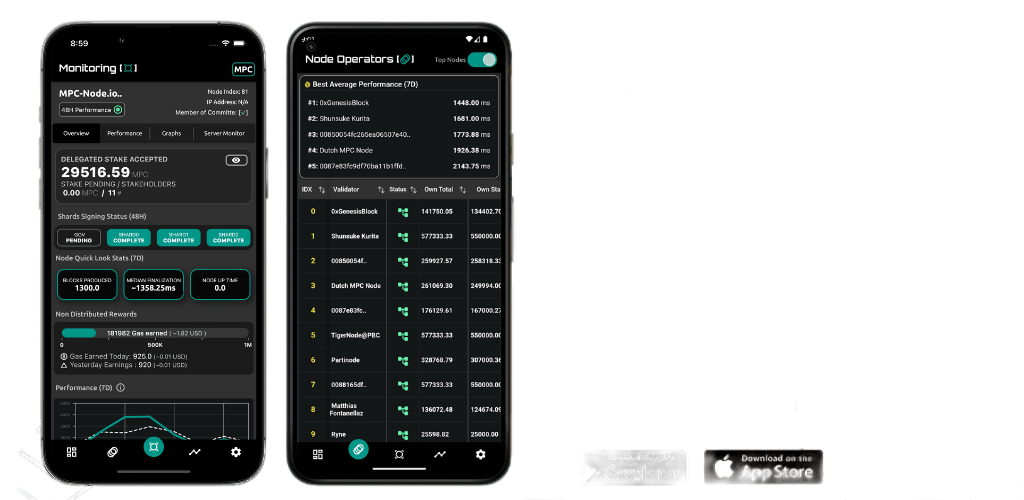 8:59
Monitoring [ ]
MPC
MPC-Node.io..
Node Index: 81
IP Address: N/A
48H Performance
Member of Committe: [✓]
Overview
Performance
Graphs
Server Monitor
DELEGATED STAKE ACCEPTED
29516.59 MPC
STAKE PENDING / STAKEHOLDERS
0.00 MPC / 11 #
Shards Signing Status (48H)
GOV PENDING
SHARD0 COMPLETE
SHARD1 COMPLETE
SHARD2 COMPLETE
Node Quick Look Stats (7D)
BLOCKS PRODUCED
1300.0
MEDIAN FINALIZATION
~1358.25ms
NODE UP TIME
0.0
Non Distributed Rewards
181982 Gas earned ( ~1.82 USD )
0 500K 1M
Gas Earned Today: 925.0 (~0.01 USD)
Yesterday Earnings : 920 (~0.01 USD)
Performance (7D)
Node Operators [ ]
Top Nodes
Best Average Performance (7D)
#1: 0xGenesisBlock 1448.00 ms
#2: Shunsuke Kurita 1681.00 ms
#3: 00850054fc265ea06507e40.. 1773.88 ms
#4: Dutch MPC Node 1926.38 ms
#5: 0087e83fc9df70ba11b1ffd.. 2143.75 ms
IDX Validator Status Own Total Own Sta
0 0xGenesisBlock 141750.05 134402.70
1 Shunsuke Kurita 577333.33 550000.00
2 00850054f.. 259927.57 258318.33
3 Dutch MPC Node 261069.30 249994.00
4 0087e83fc.. 176129.61 167000.27
5 TigerNode@PBC 577333.33 550000.00
6 Partinode 328768.79 307000.36
7 0088165df.. 577333.33 550000.00
8 Matthias Fontanellaz 136072.48 124674.09
9 Ryne 25598.82 25000.00
Download on the
App Store